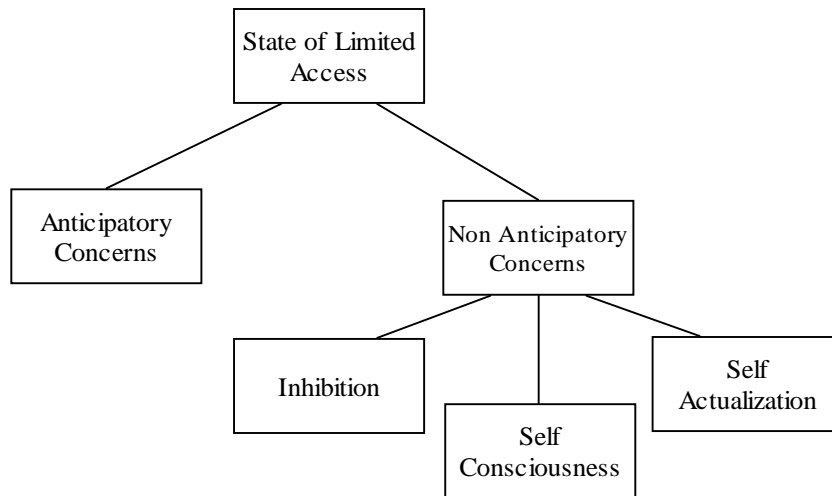 State of Limited
Access
Anticipatory
Concerns
Non Anticipatory
Concerns
Inhibition
Self
Actualization
Self
Consciousness